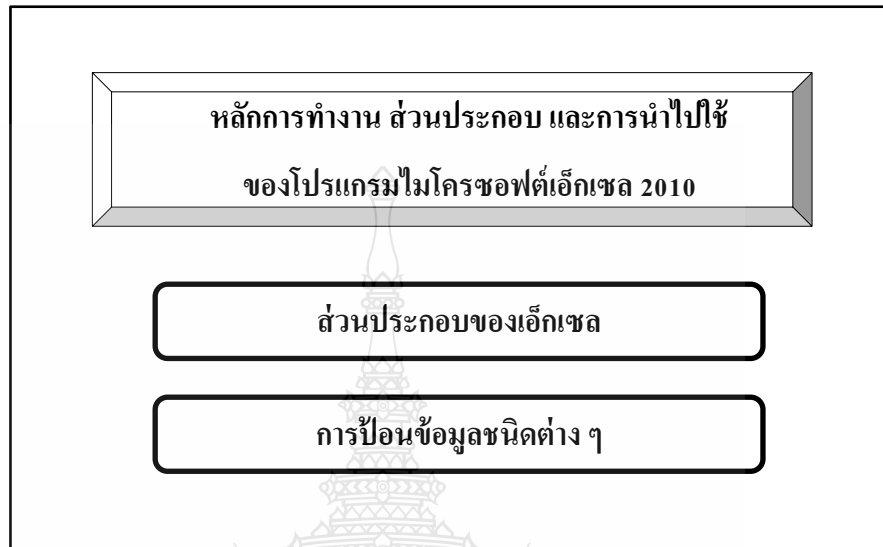 หลักการทำงาน ส่วนประกอบ และการนำไปใช้
ของโปรแกรมไมโครซอฟต์เอ็กเซล 2010
ส่วนประกอบของเอ็กเซล
การป้อนข้อมูลชนิดต่าง ๆ